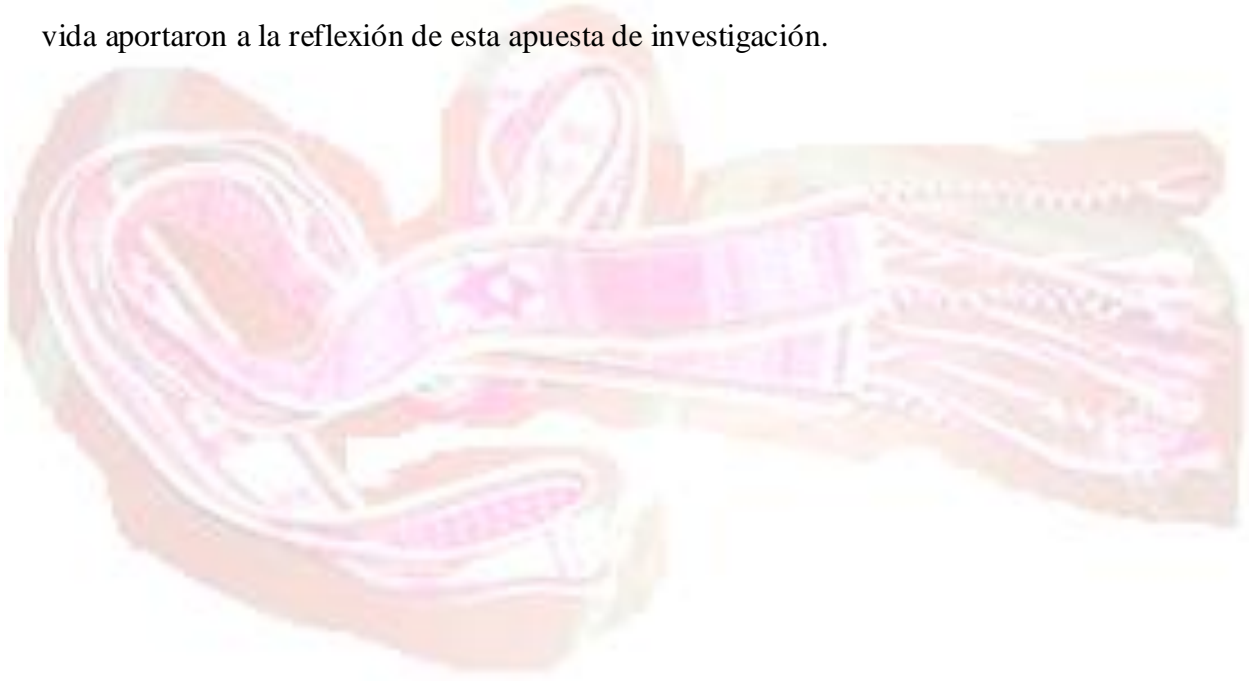 vida aportaron a la reflexión de esta apuesta de investigación.